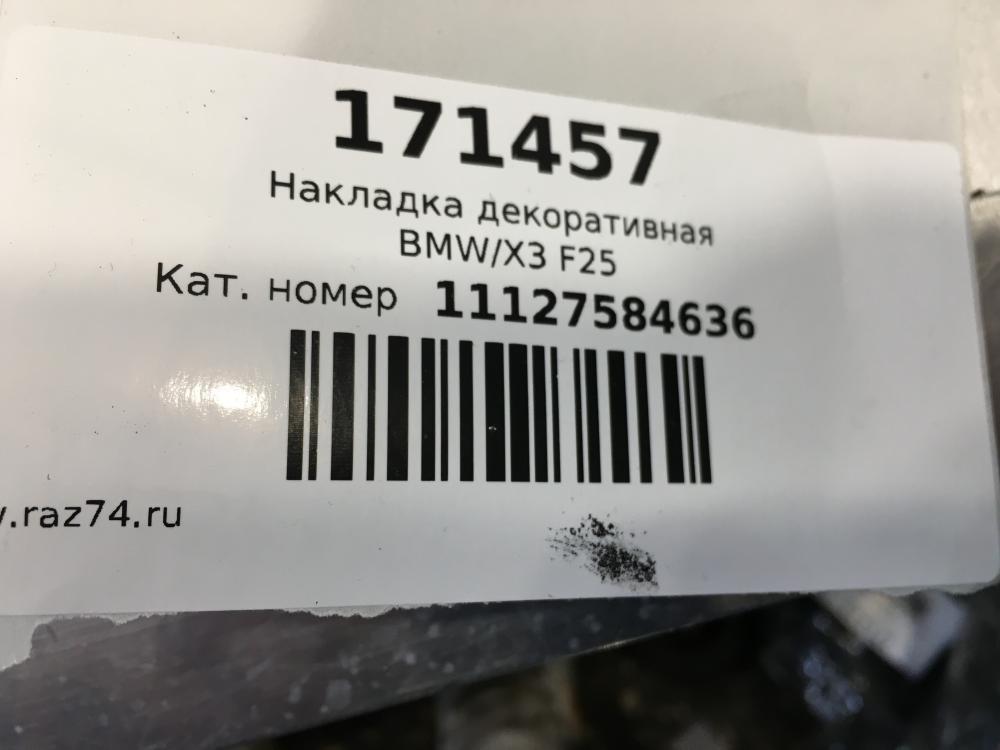 171457
Накладка декоративная
BMW/X3 F25
Кат. номер 11127584636
.raz74.ru